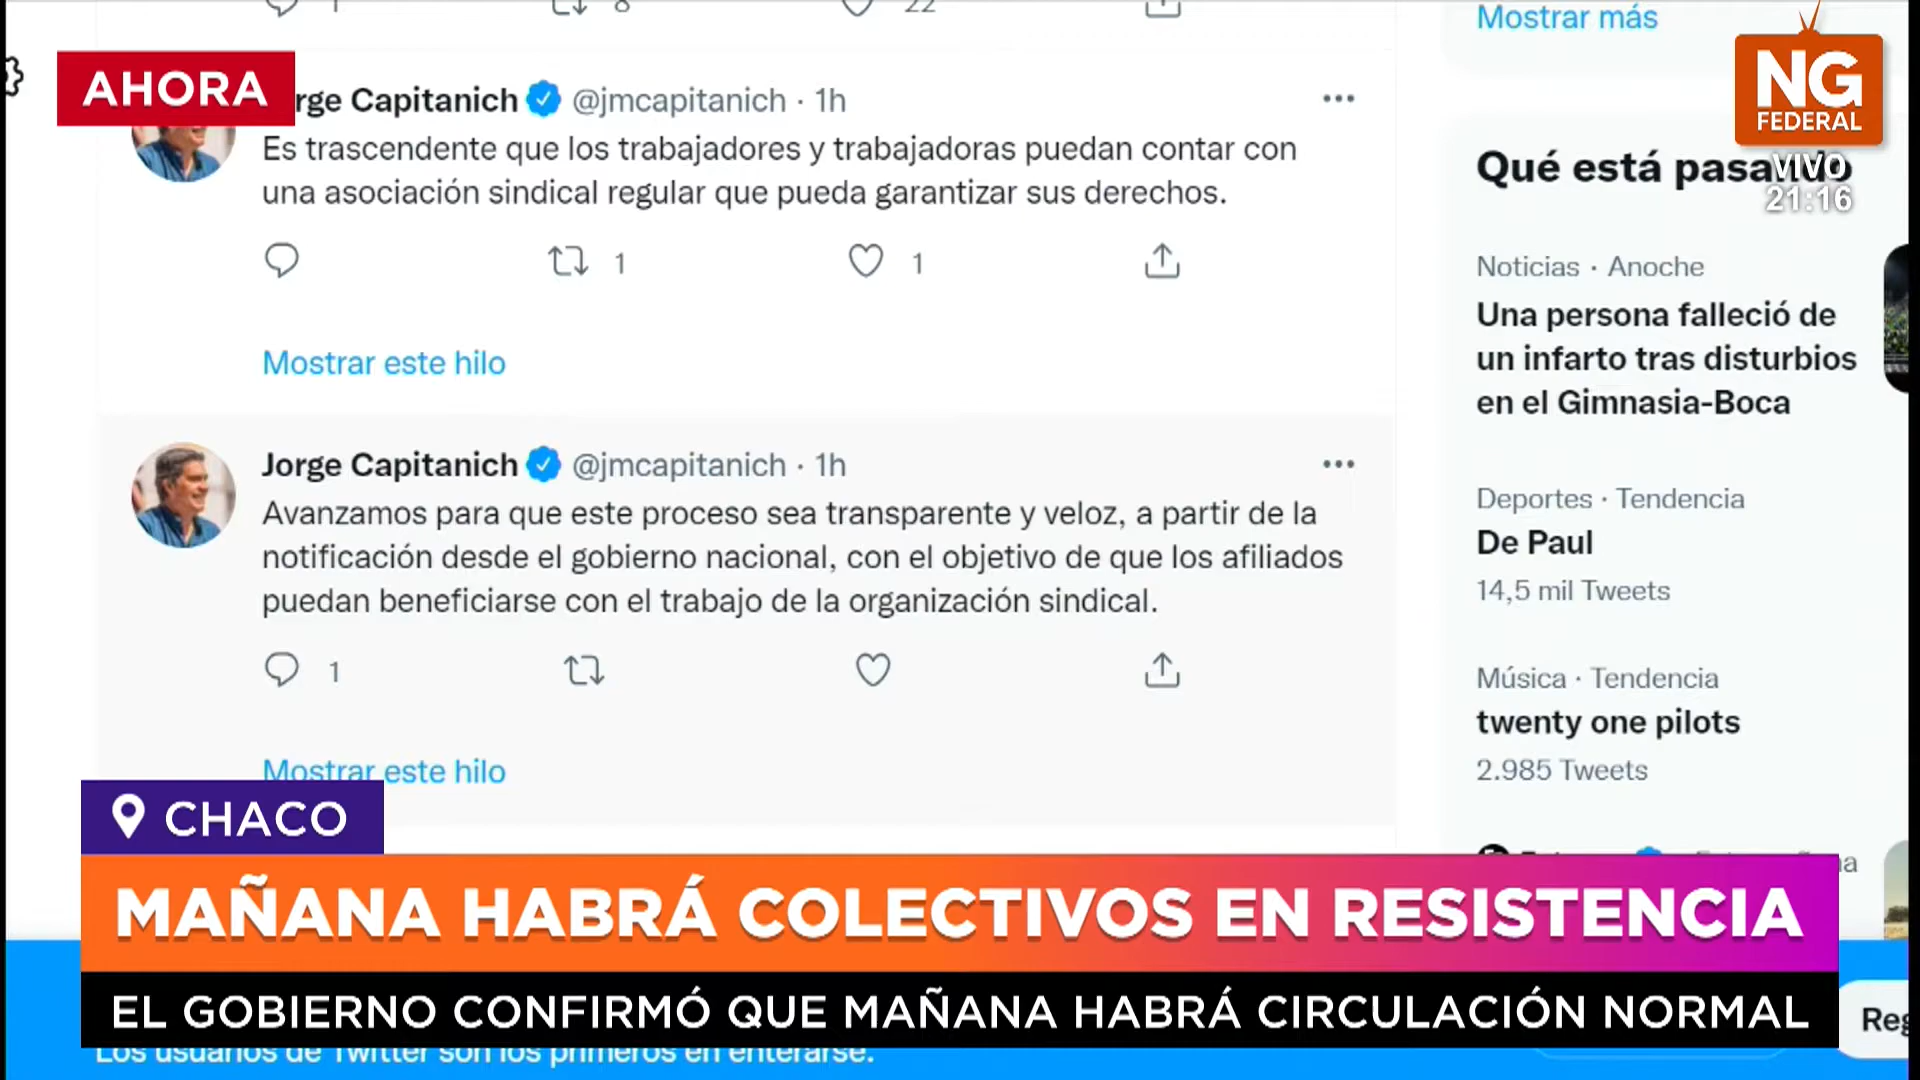 1 8 22
Mostrar más
AHORA
rge Capitanich @jmcapitanich · 1h
Es trascendente que los trabajadores y trabajadoras puedan contar con
una asociación sindical regular que pueda garantizar sus derechos.
1 1
Mostrar este hilo
Jorge Capitanich @jmcapitanich · 1h
Avanzamos para que este proceso sea transparente y veloz, a partir de la
notificación desde el gobierno nacional, con el objetivo de que los afiliados
puedan beneficiarse con el trabajo de la organización sindical.
1
Mostrar este hilo
NG
FEDERAL
VIVO
21:16
Qué está pasando
Noticias · Anoche
Una persona falleció de
un infarto tras disturbios
en el Gimnasia-Boca
Deportes · Tendencia
De Paul
14,5 mil Tweets
Música · Tendencia
twenty one pilots
2.985 Tweets
CHACO
MAÑANA HABRÁ COLECTIVOS EN RESISTENCIA
EL GOBIERNO CONFIRMÓ QUE MAÑANA HABRÁ CIRCULACIÓN NORMAL
Los usuarios de Twitter son los primeros en enterarse.
Reg